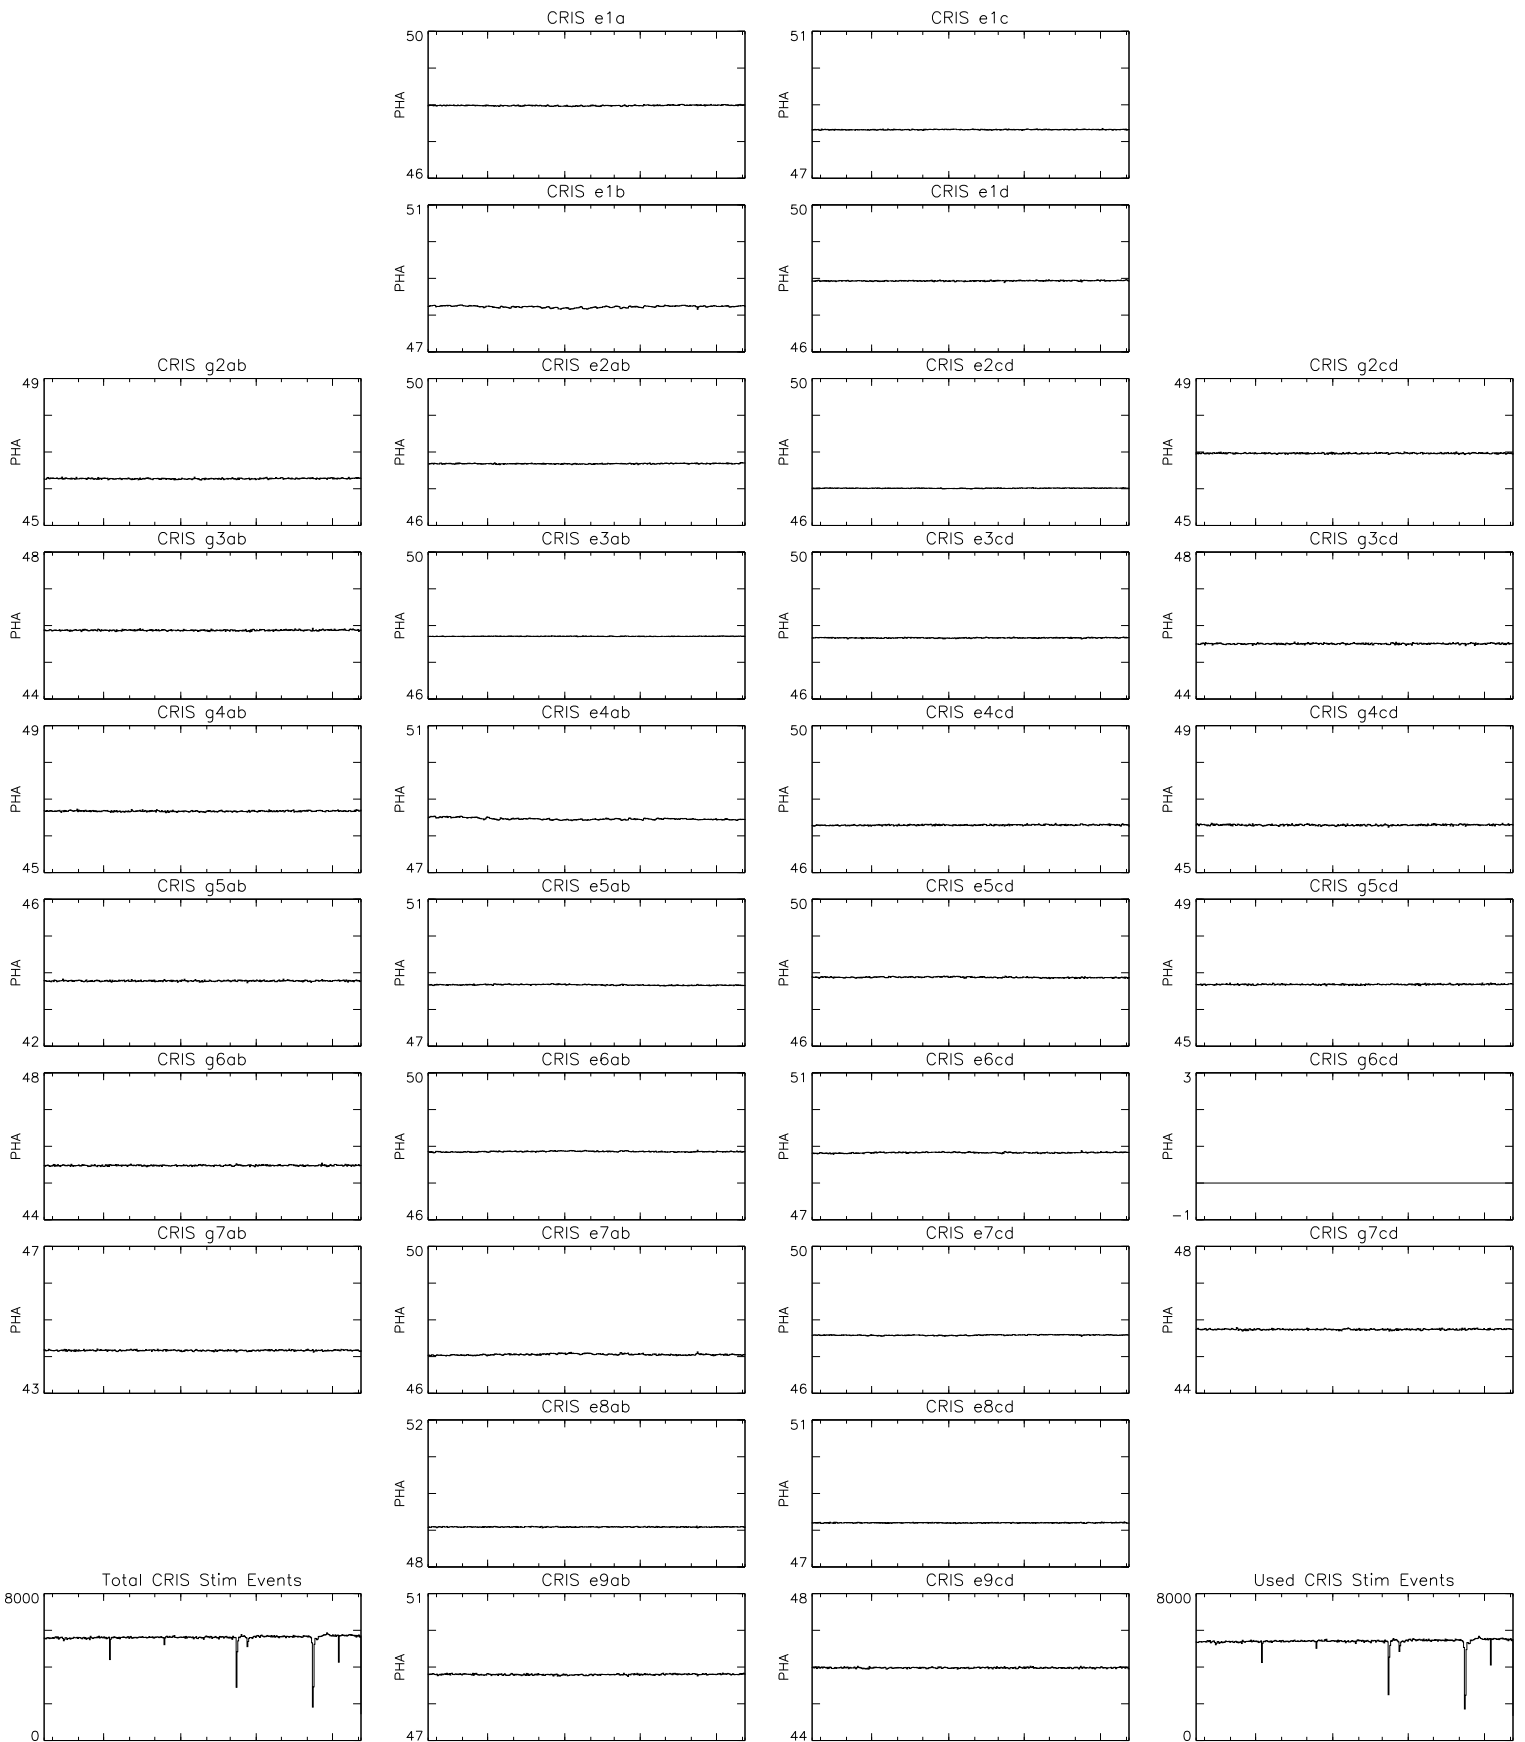 CRIS e1a
50
PHA
46
CRIS e1c
51
PHA
47
CRIS e1b
51
PHA
47
CRIS e1d
50
PHA
46
CRIS g2ab
49
PHA
45
CRIS e2ab
50
PHA
46
CRIS e2cd
50
PHA
46
CRIS g2cd
49
PHA
45
CRIS g3ab
48
PHA
44
CRIS e3ab
50
PHA
46
CRIS e3cd
50
PHA
46
CRIS g3cd
48
PHA
44
CRIS g4ab
49
PHA
45
CRIS e4ab
51
PHA
47
CRIS e4cd
50
PHA
46
CRIS g4cd
49
PHA
45
CRIS g5ab
46
PHA
42
CRIS e5ab
51
PHA
47
CRIS e5cd
50
PHA
46
CRIS g5cd
49
PHA
45
CRIS g6ab
48
PHA
44
CRIS e6ab
50
PHA
46
CRIS e6cd
51
PHA
47
CRIS g6cd
3
PHA
-1
CRIS g7ab
47
PHA
43
CRIS e7ab
50
PHA
46
CRIS e7cd
50
PHA
46
CRIS g7cd
48
PHA
44
CRIS e8ab
52
PHA
48
CRIS e8cd
51
PHA
47
Total CRIS Stim Events
8000
0
CRIS e9ab
51
PHA
47
CRIS e9cd
48
PHA
44
Used CRIS Stim Events
8000
0